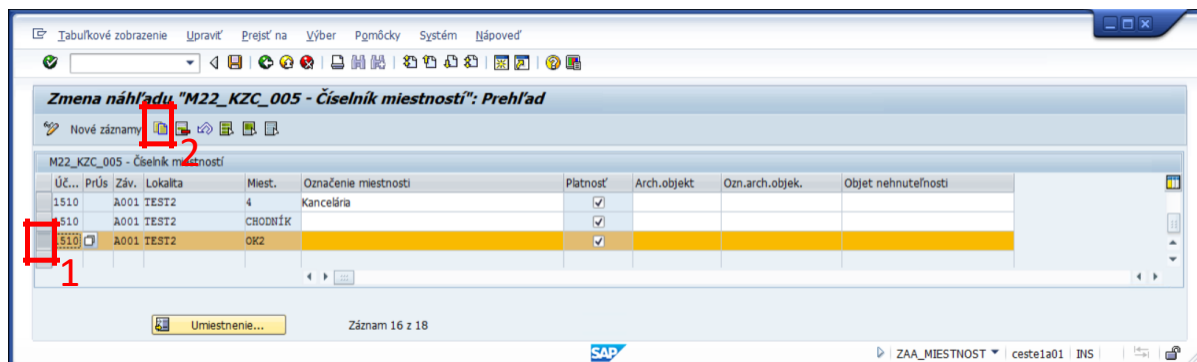 Tabuľkové zobrazenie Upraviť Prejsť na Výber Pomôcky Systém Nápoveď
Zmena náhľadu "M22_KZC_005 - Číselník miestností": Prehľad
Nové záznamy
2
M22_KZC_005 - Číselník miestností
Úč... PrÚs Záv. Lokalita Miest. Označenie miestnosti Platnosť Arch.objekt Ozn.arch.objek. Objet nehnuteľnosti
1510 A001 TEST2 4 Kancelária
1510 A001 TEST2 CHODNÍK
1510 A001 TEST2 OK2
1
Umiestnenie... Záznam 16 z 18
SAP ZAA_MIESTNOST ceste1a01 INS